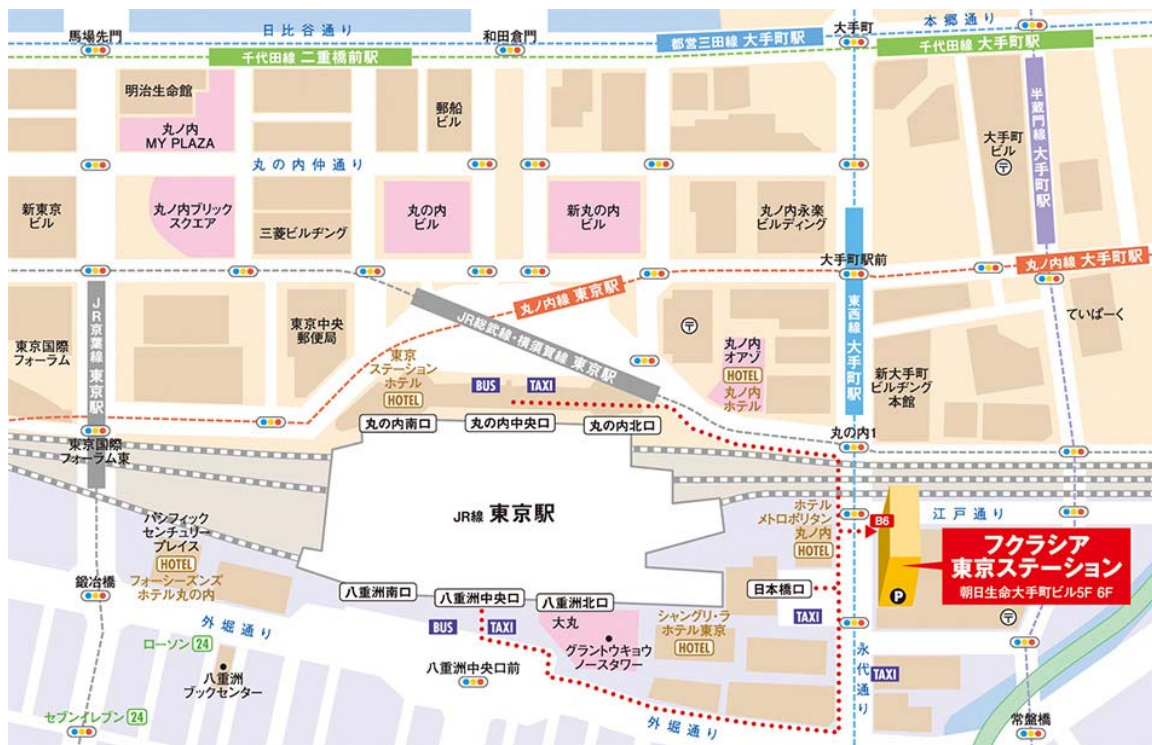 馬場先門
日比谷通り
和田倉門
都営三田線 大手町駅
大手町
本郷通り
千代田線 二重橋前駅
千代田線 大手町駅
明治生命館
丸ノ内
MY PLAZA
郵船
ビル
大手町
ビル
〒
半蔵門線 大手町駅
丸の内仲通り
新東京
ビル
丸ノ内ブリック
スクエア
三菱ビルヂング
丸の内
ビル
新丸の内
ビル
丸ノ内永楽
ビルディング
大手町駅前
丸ノ内線 大手町駅
JR京葉線 東京駅
丸ノ内線 東京駅
JR総武線・横須賀線 東京駅
東西線 大手町駅
ていぱーく
東京国際
フォーラム
東京中央
郵便局
〒
東京
ステーション
ホテル
HOTEL
BUS
TAXI
丸ノ内
オアゾ
HOTEL
丸ノ内
ホテル
新大手町
ビルヂング
本館
丸の内南口
丸の内中央口
丸の内北口
丸の内1
東京国際
フォーラム東
JR線 東京駅
パシフィック
センチュリー
プレイス
HOTEL
フォーシーズンズ
ホテル丸の内
ホテル
メトロポリタン
丸ノ内
HOTEL
B6
江戸通り
フクラシア
東京ステーション
朝日生命大手町ビル5F 6F
P
〒
鍛冶橋
八重洲南口
八重洲中央口
八重洲北口
日本橋口
外堀通り
BUS
TAXI
大丸
グラントウキョウ
ノースタワー
シャングリ・ラ
ホテル東京
HOTEL
TAXI
ローソン 24
八重洲
ブックセンター
八重洲中央口前
永代通り
TAXI
セブンイレブン 24
外堀通り
常盤橋